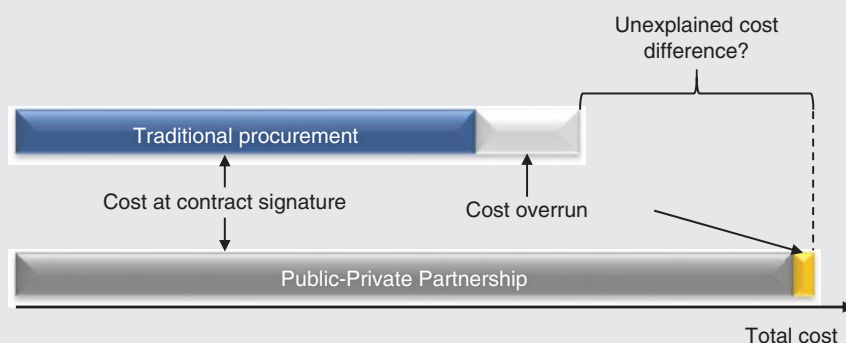 Unexplained cost
difference?
Traditional procurement
Cost at contract signature
Cost overrun
Public-Private Partnership
Total cost